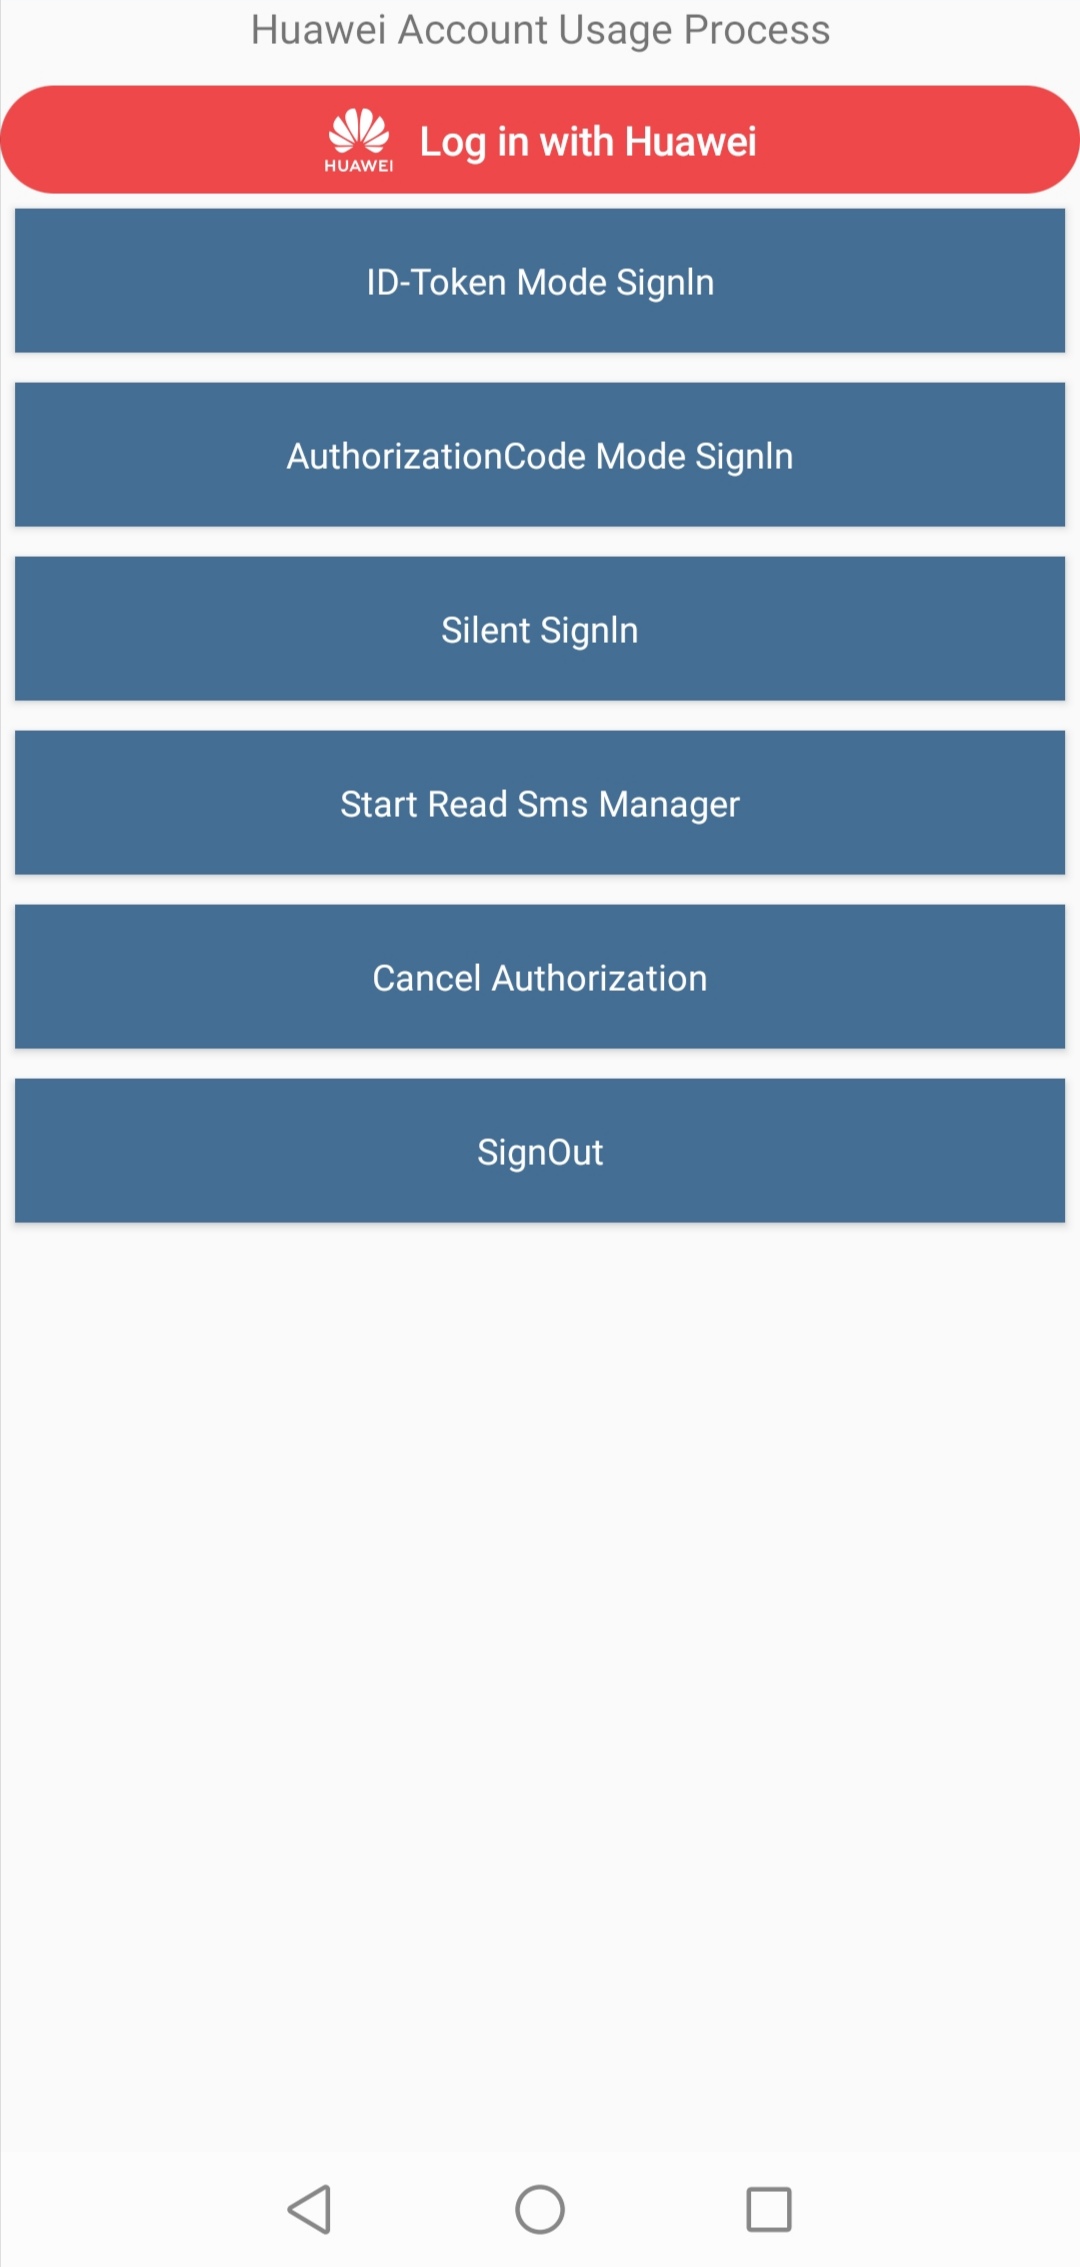 Huawei Account Usage Process
HUAWEI
Log in with Huawei
ID-Token Mode SignIn
AuthorizationCode Mode SignIn
Silent SignIn
Start Read Sms Manager
Cancel Authorization
SignOut